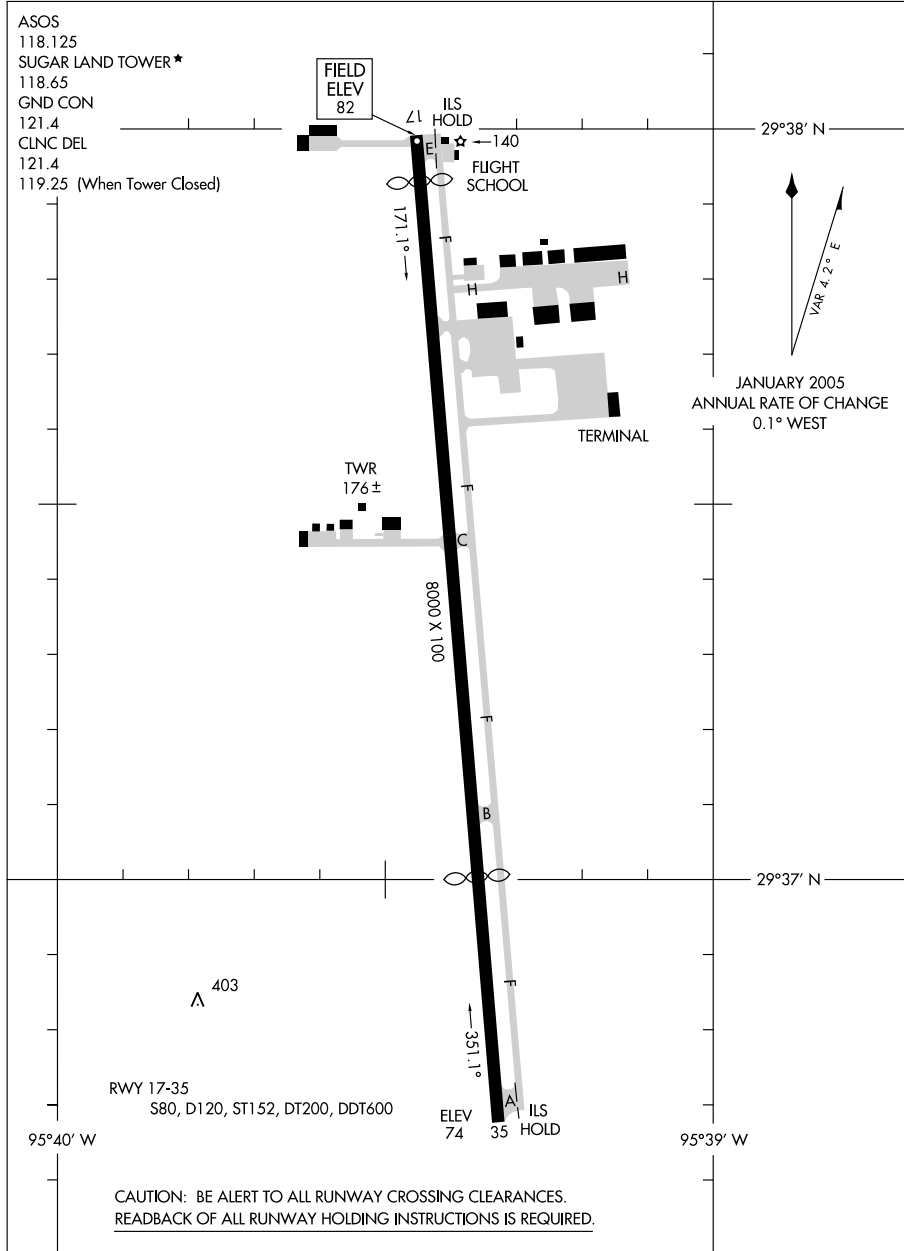 ASOS
118.125
SUGAR LAND TOWER★
118.65
GND CON
121.4
CLNC DEL
121.4
119.25 (When Tower Closed)
FIELD
ELEV
82
17
ILS
HOLD
29°38' N
E
140
FLIGHT
SCHOOL
171.1°
F
H
H
VAR 4.2° E
JANUARY 2005
ANNUAL RATE OF CHANGE
0.1° WEST
TERMINAL
TWR
176±
F
C
8000 X 100
F
B
29°37' N
403
F
351.1°
RWY 17-35
S80, D120, ST152, DT200, DDT600
A
ILS
HOLD
ELEV
74
35
95°40' W
95°39' W
CAUTION: BE ALERT TO ALL RUNWAY CROSSING CLEARANCES.
READBACK OF ALL RUNWAY HOLDING INSTRUCTIONS IS REQUIRED.